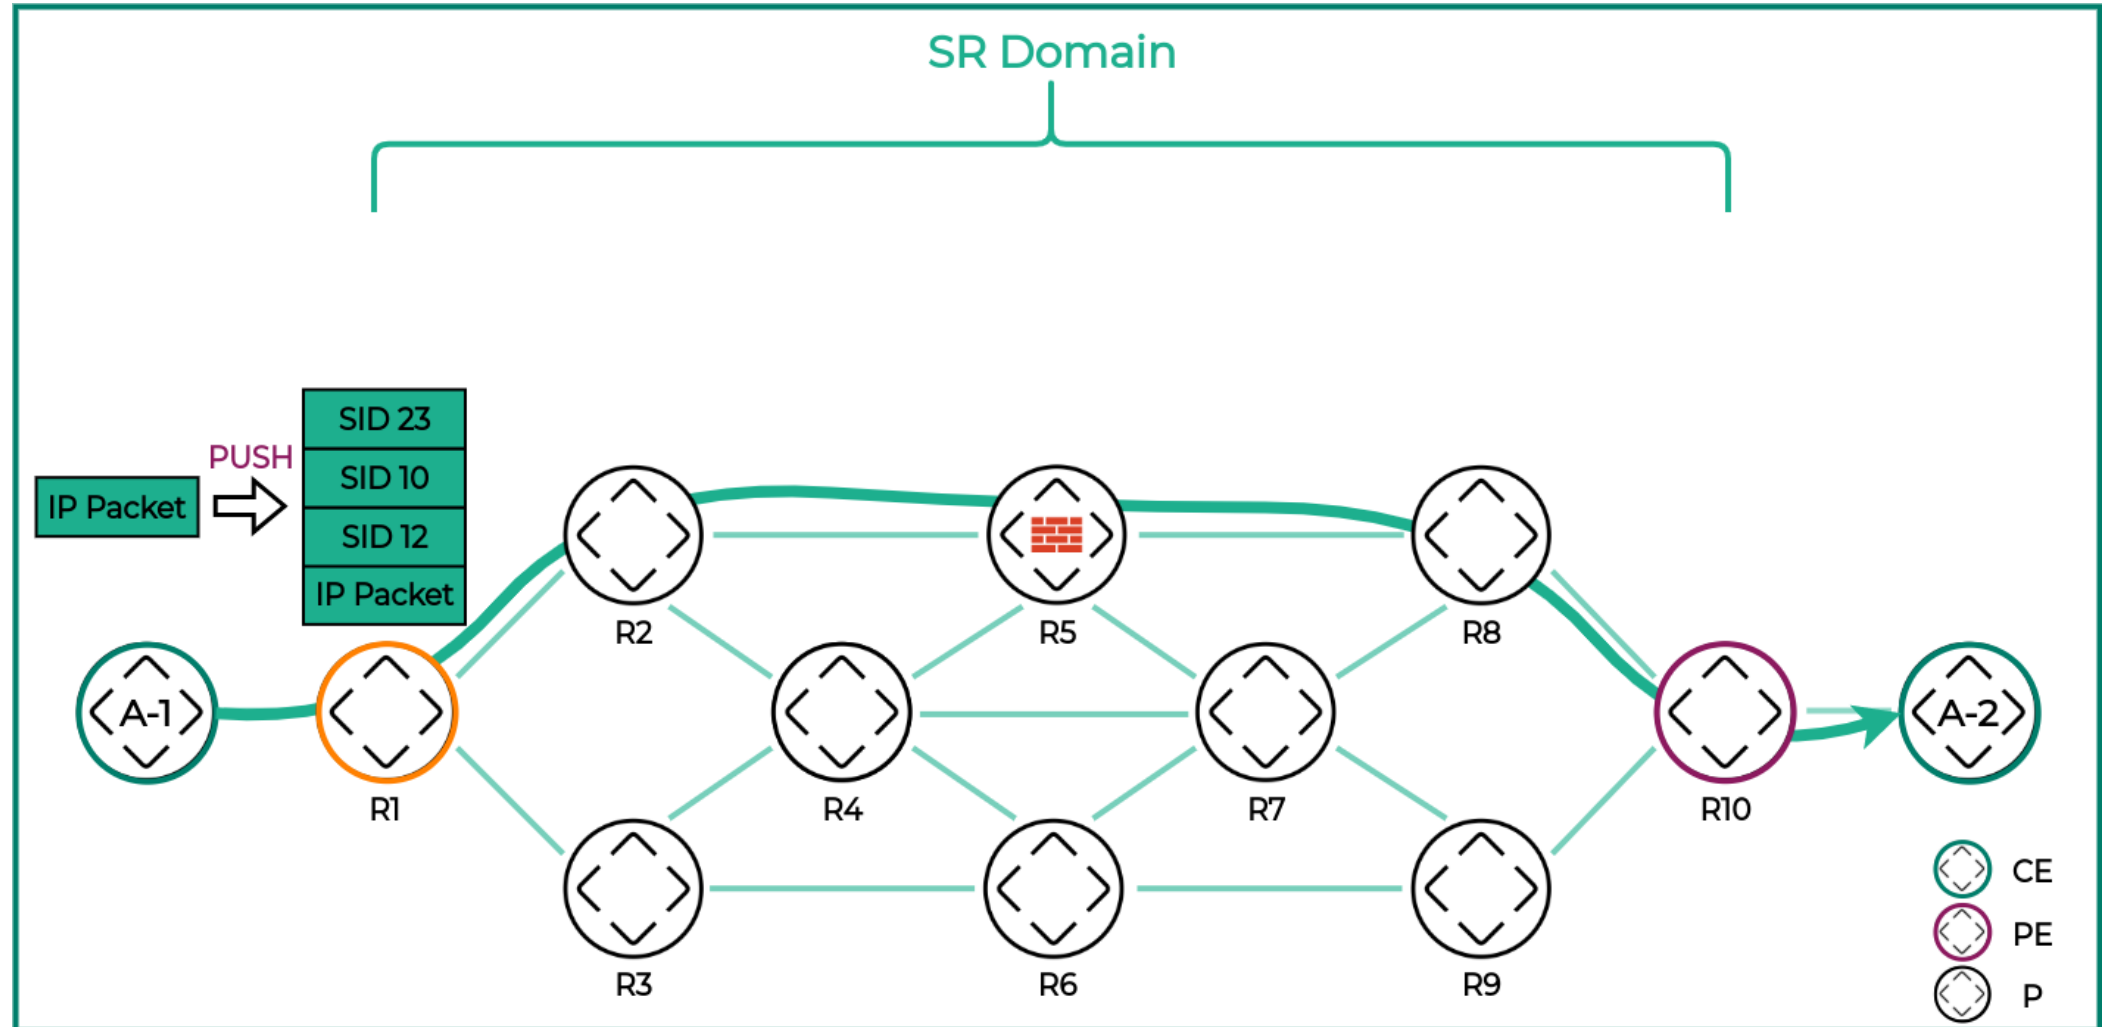 SR Domain
SID 23
PUSH
SID 10
IP Packet
SID 12
IP Packet
R2
R5
R8
A-1
A-2
R1
R4
R7
R10
CE
PE
R3
R6
R9
P